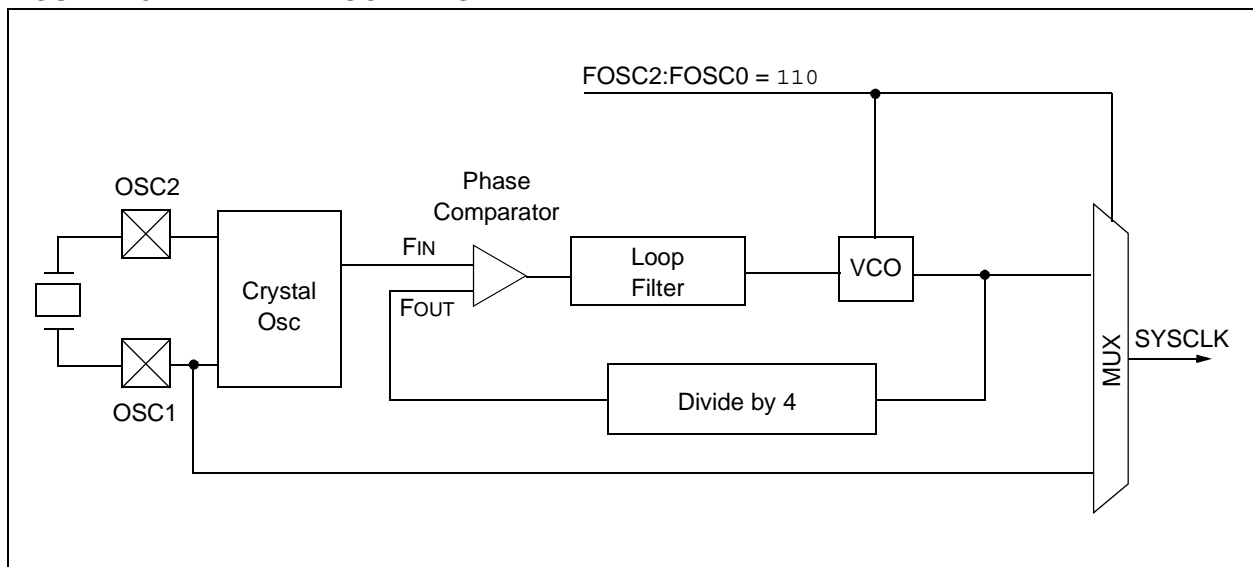 FOSC2:FOSC0 = 110
OSC2
Phase
Comparator
FIN
Loop
Filter
VCO
Crystal
Osc
FOUT
MUX
SYSCLK
Divide by 4
OSC1